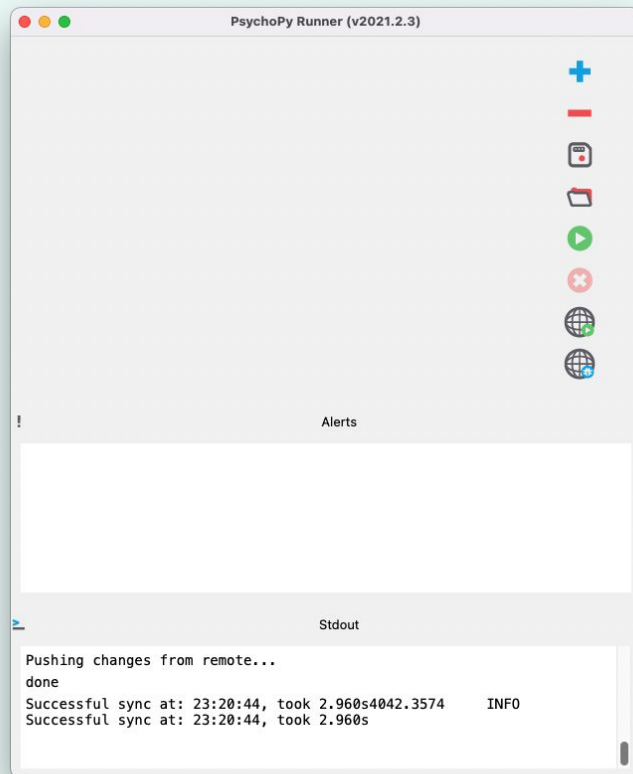 PsychoPy Runner (v2021.2.3)
! Alerts
>_ Stdout
Pushing changes from remote...
done
Successful sync at: 23:20:44, took 2.960s4042.3574 INFO
Successful sync at: 23:20:44, took 2.960s